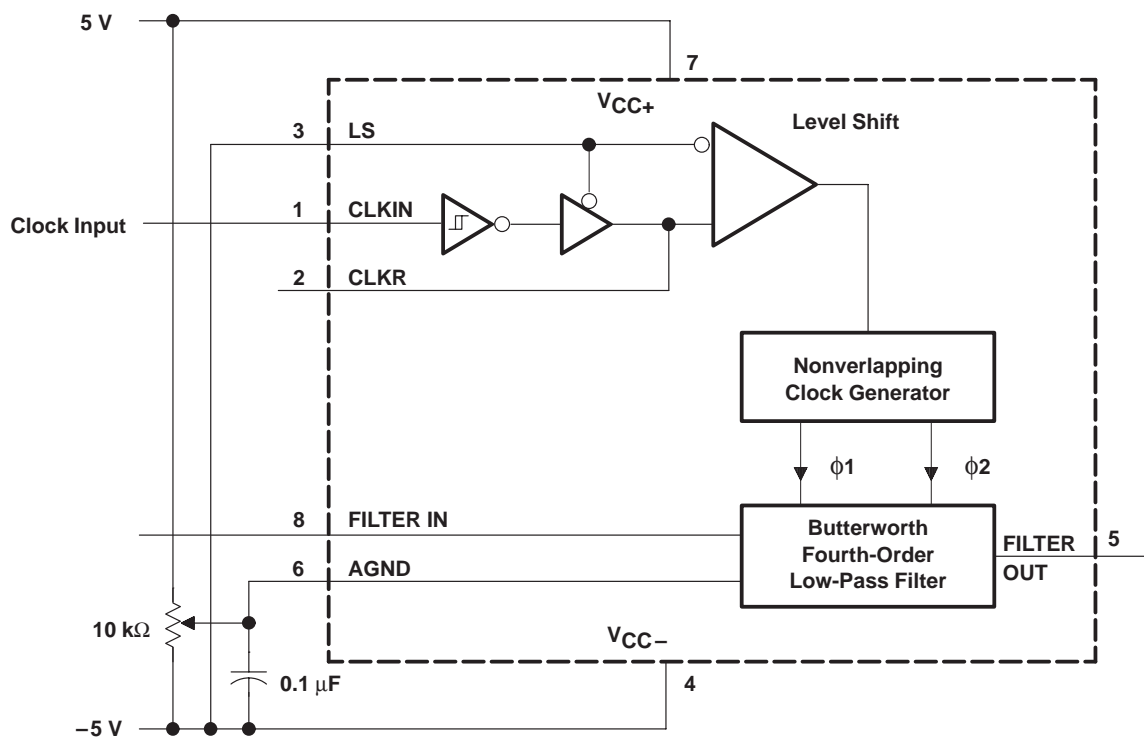 5 V
7
VCC+
Level Shift
3 LS
1 CLKIN
Clock Input
2 CLKR
Nonverlapping
Clock Generator
ϕ1 ϕ2
8 FILTER IN
Butterworth
Fourth-Order
Low-Pass Filter
FILTER
OUT
5
6 AGND
10 kΩ
VCC−
0.1 μF
4
−5 V